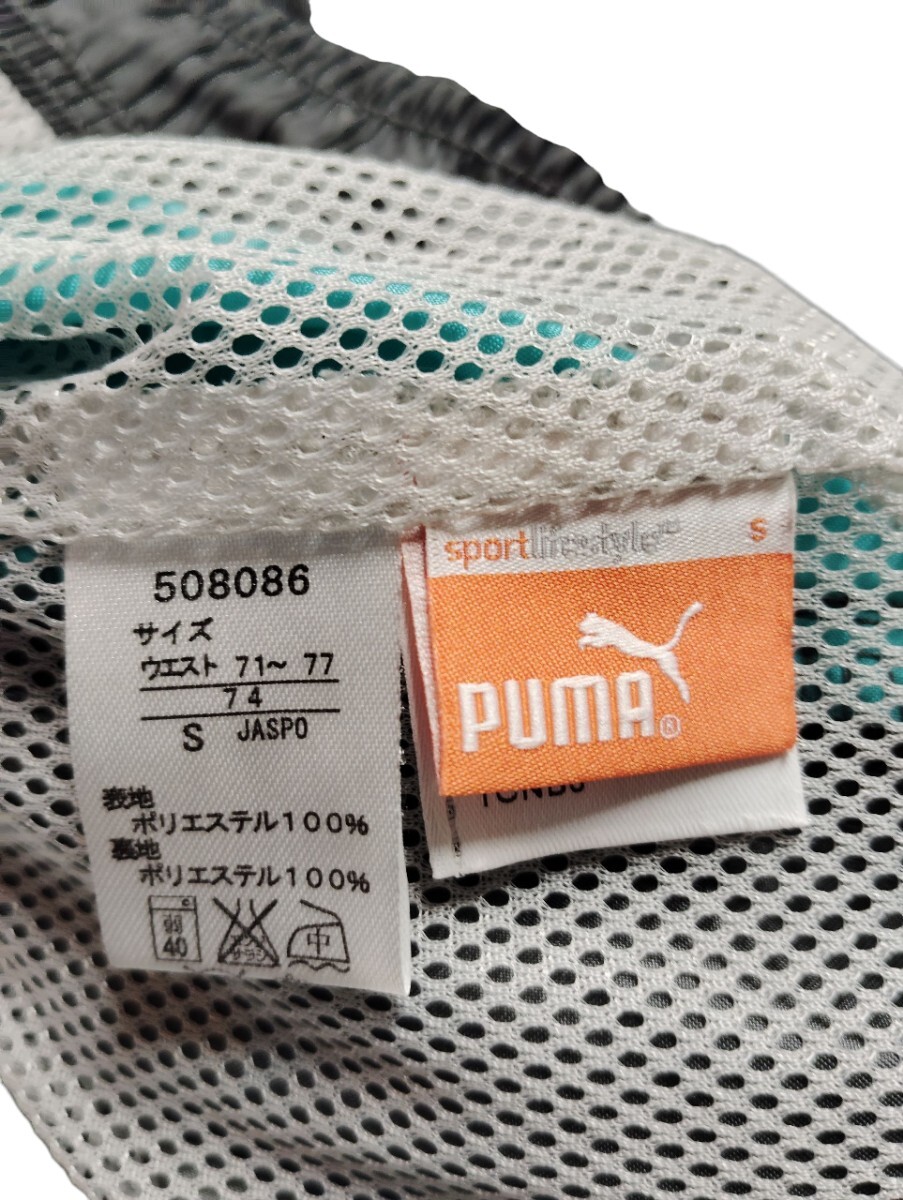 508086
サイズ
ウエスト 71～ 77
74
S JASPO
表地
ポリエステル100%
裏地
ポリエステル100%
40
中
sportlifestyle
S
PUMA®